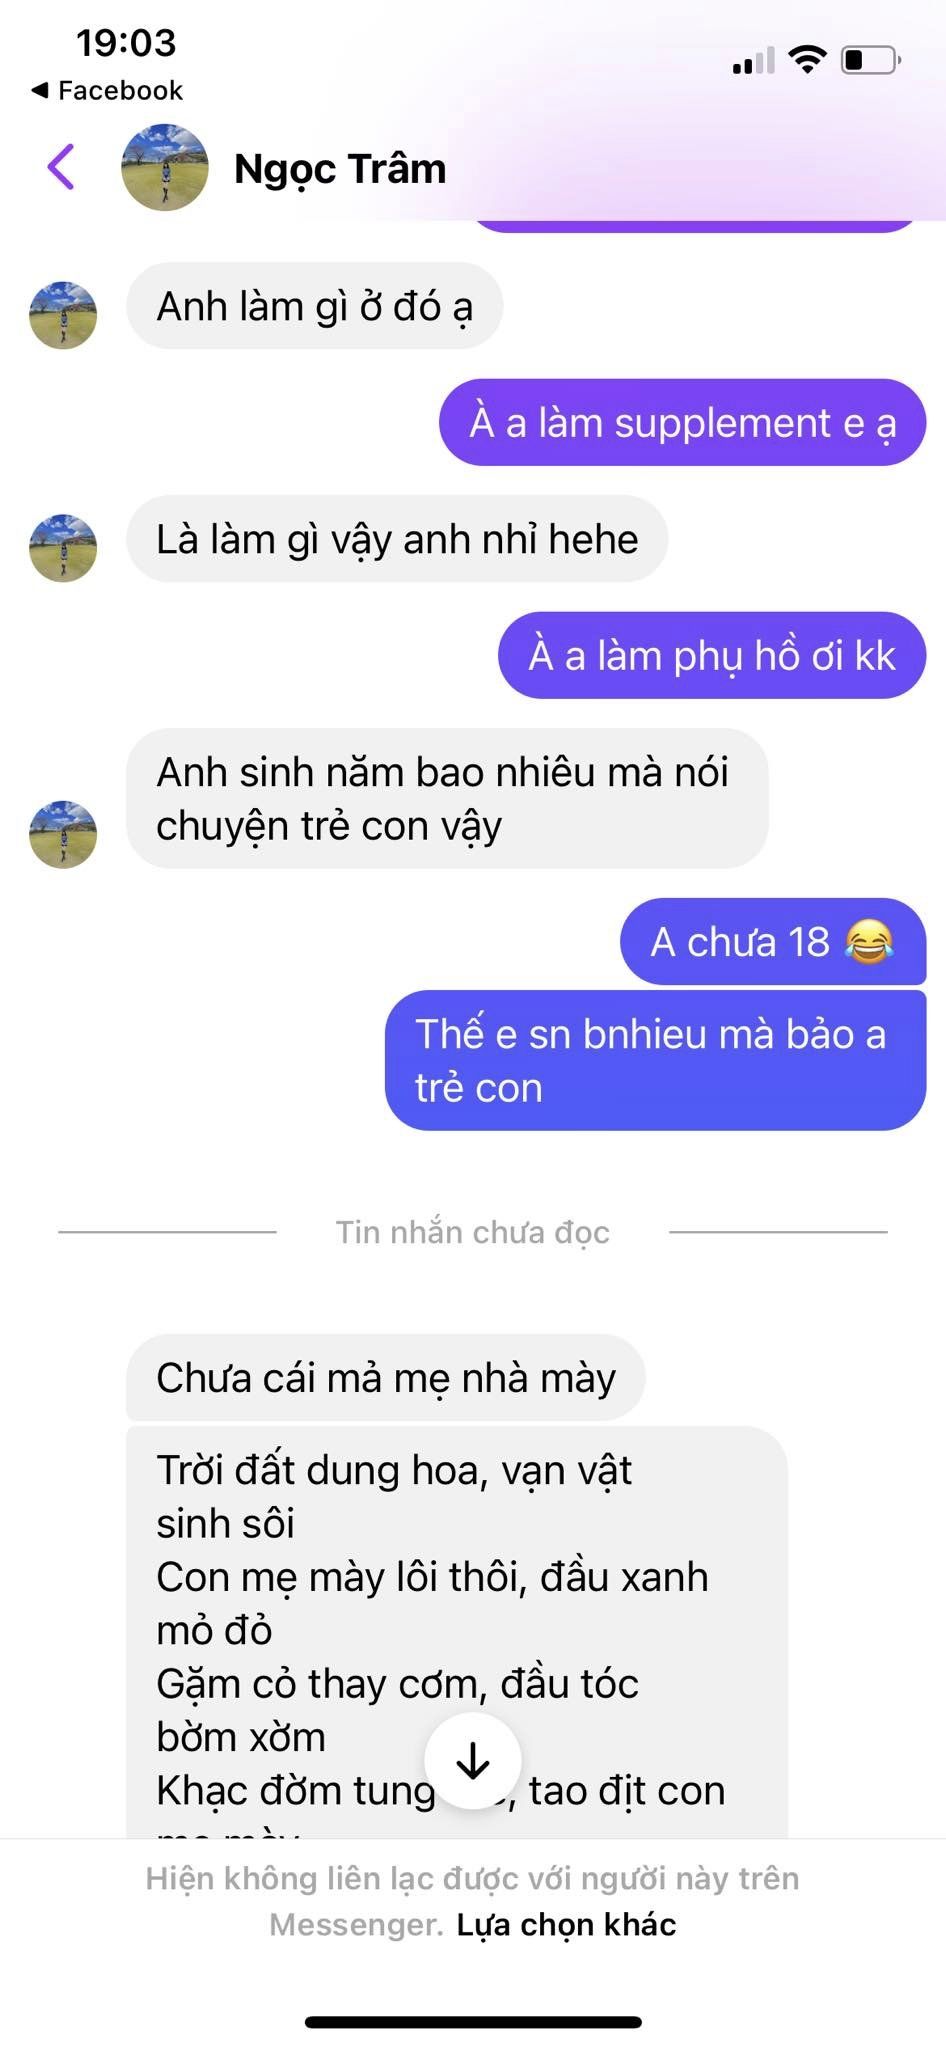 19:03
Facebook
Ngọc Trâm
Anh làm gì ở đó ạ
À a làm supplement e ạ
Là làm gì vậy anh nhỉ hehe
À a làm phụ hồ ơi kk
Anh sinh năm bao nhiêu mà nói
chuyện trẻ con vậy
A chưa 18 😂
Thế e sn bnhieu mà bảo a
trẻ con
Tin nhắn chưa đọc
Chưa cái mả mẹ nhà mày
Trời đất dung hoa, vạn vật
sinh sôi
Con mẹ mày lôi thôi, đầu xanh
mỏ đỏ
Gặm cỏ thay cơm, đầu tóc
bờm xờm
Khạc đờm tung , tao địt con
Hiện không liên lạc được với người này trên
Messenger. Lựa chọn khác